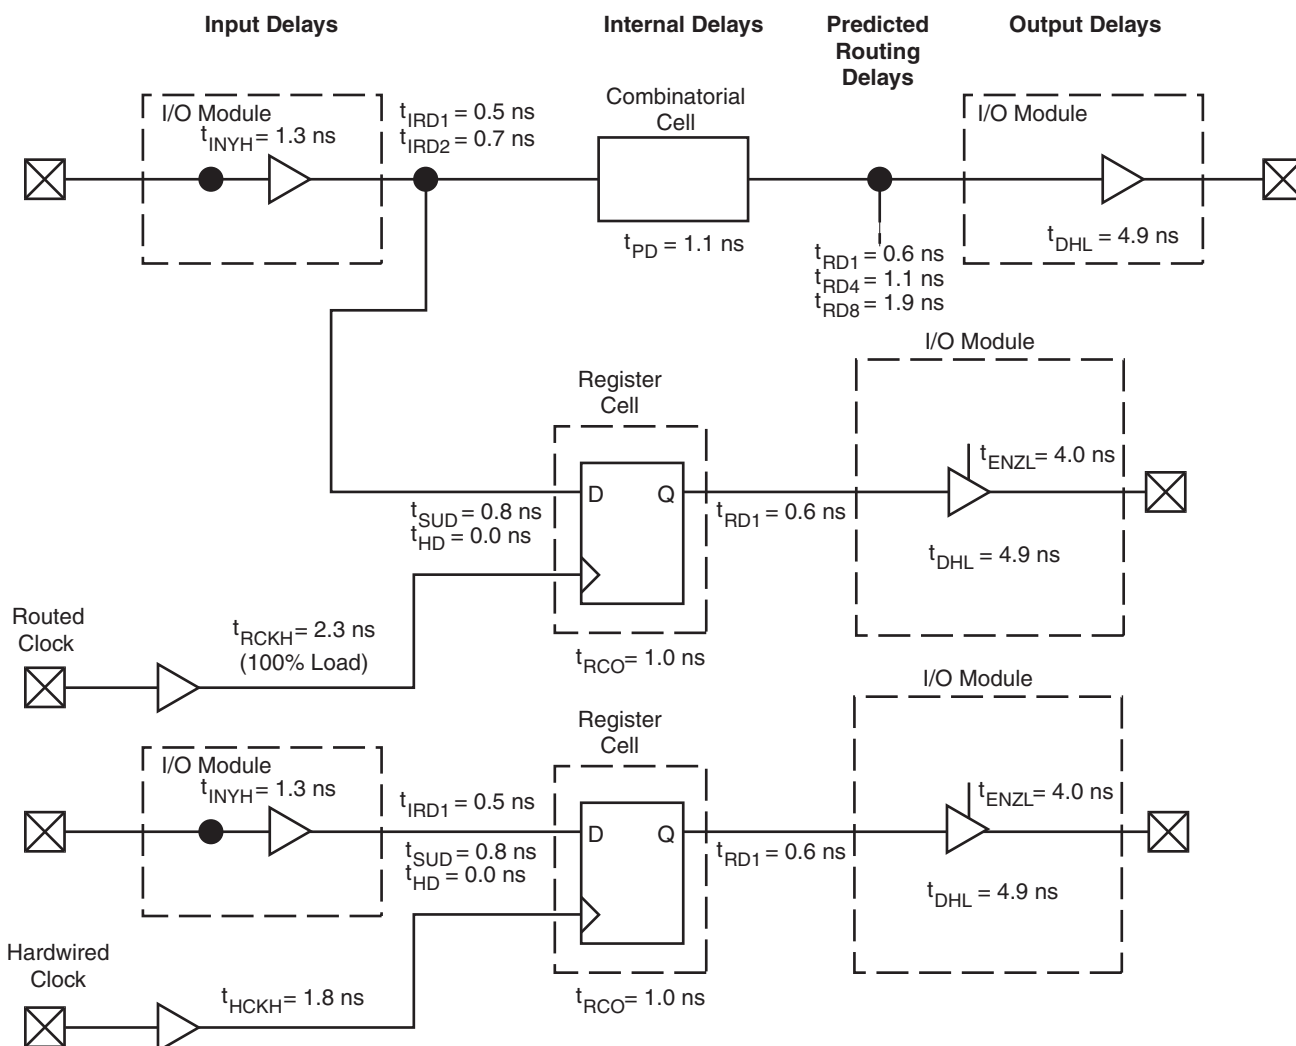 Input Delays
Internal Delays
Predicted
Routing
Delays
Output Delays
I/O Module
tINYH = 1.3 ns
tIRD1 = 0.5 ns
tIRD2 = 0.7 ns
Combinatorial
Cell
tPD = 1.1 ns
I/O Module
tDHL = 4.9 ns
tRD1 = 0.6 ns
tRD4 = 1.1 ns
tRD8 = 1.9 ns
I/O Module
Register
Cell
tENZL = 4.0 ns
D Q
tSUD = 0.8 ns
tHD = 0.0 ns
tRD1 = 0.6 ns
tDHL = 4.9 ns
Routed
Clock
tRCKH = 2.3 ns
(100% Load)
tRCO = 1.0 ns
I/O Module
Register
Cell
I/O Module
tINYH = 1.3 ns
tIRD1 = 0.5 ns
tENZL = 4.0 ns
D Q
tSUD = 0.8 ns
tHD = 0.0 ns
tRD1 = 0.6 ns
tDHL = 4.9 ns
Hardwired
Clock
tHCKH = 1.8 ns
tRCO = 1.0 ns